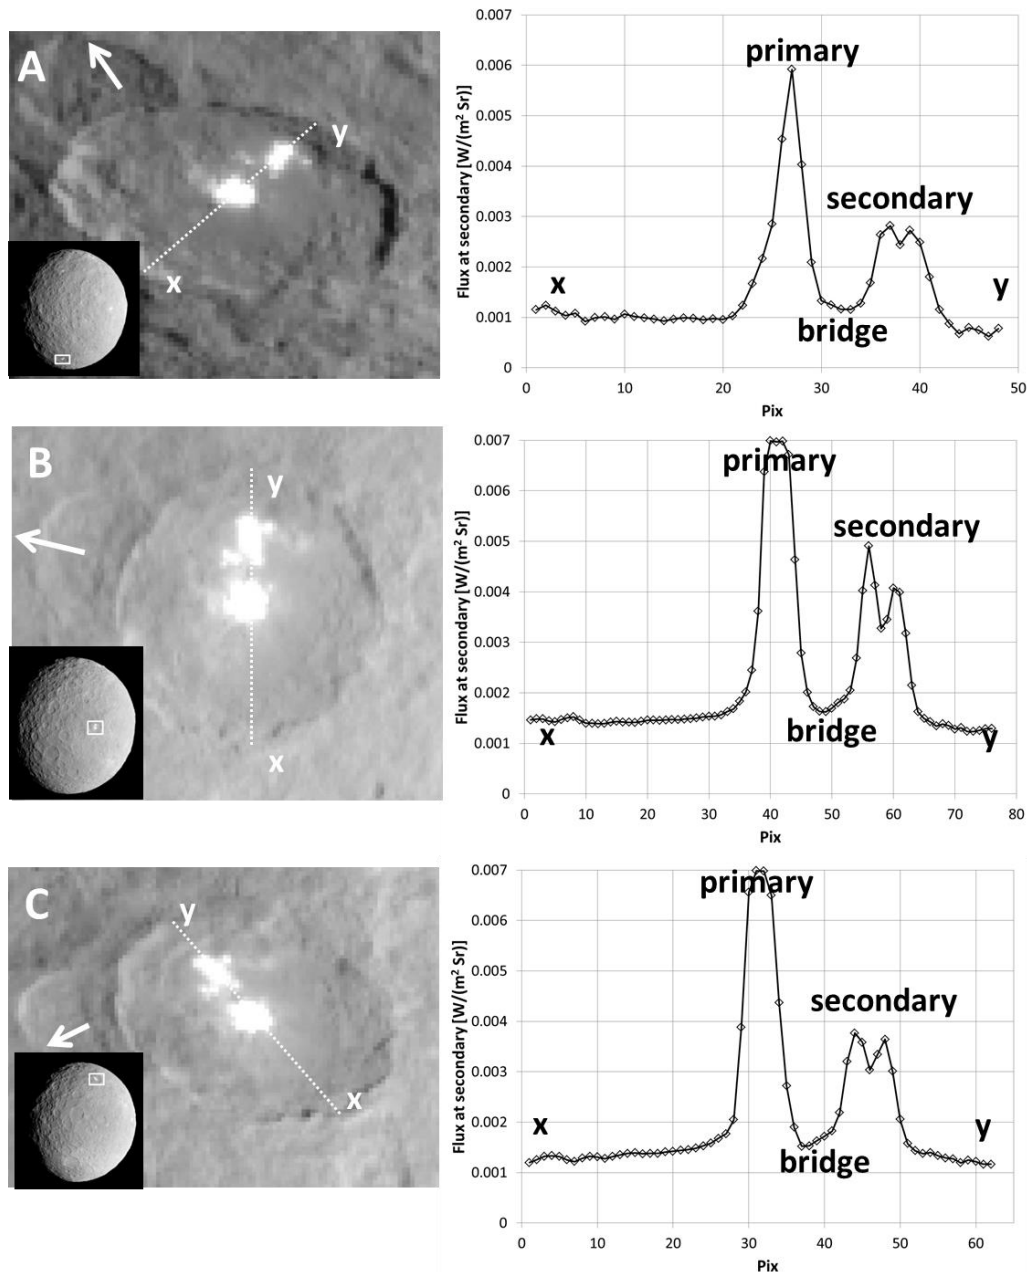 A
y
x
0.007
0.006
0.005
0.004
0.003
0.002
0.001
0
Flux at secondary [W/(m² Sr)]
primary
secondary
x
y
bridge
0 10 20 30 40 50
Pix
B
y
x
0.007
0.006
0.005
0.004
0.003
0.002
0.001
0
Flux at secondary [W/(m² Sr)]
primary
secondary
x
bridge
y
0 10 20 30 40 50 60 70 80
Pix
C
y
x
0.007
0.006
0.005
0.004
0.003
0.002
0.001
0
Flux at secondary [W/(m² Sr)]
primary
secondary
x
y
bridge
0 10 20 30 40 50 60
Pix